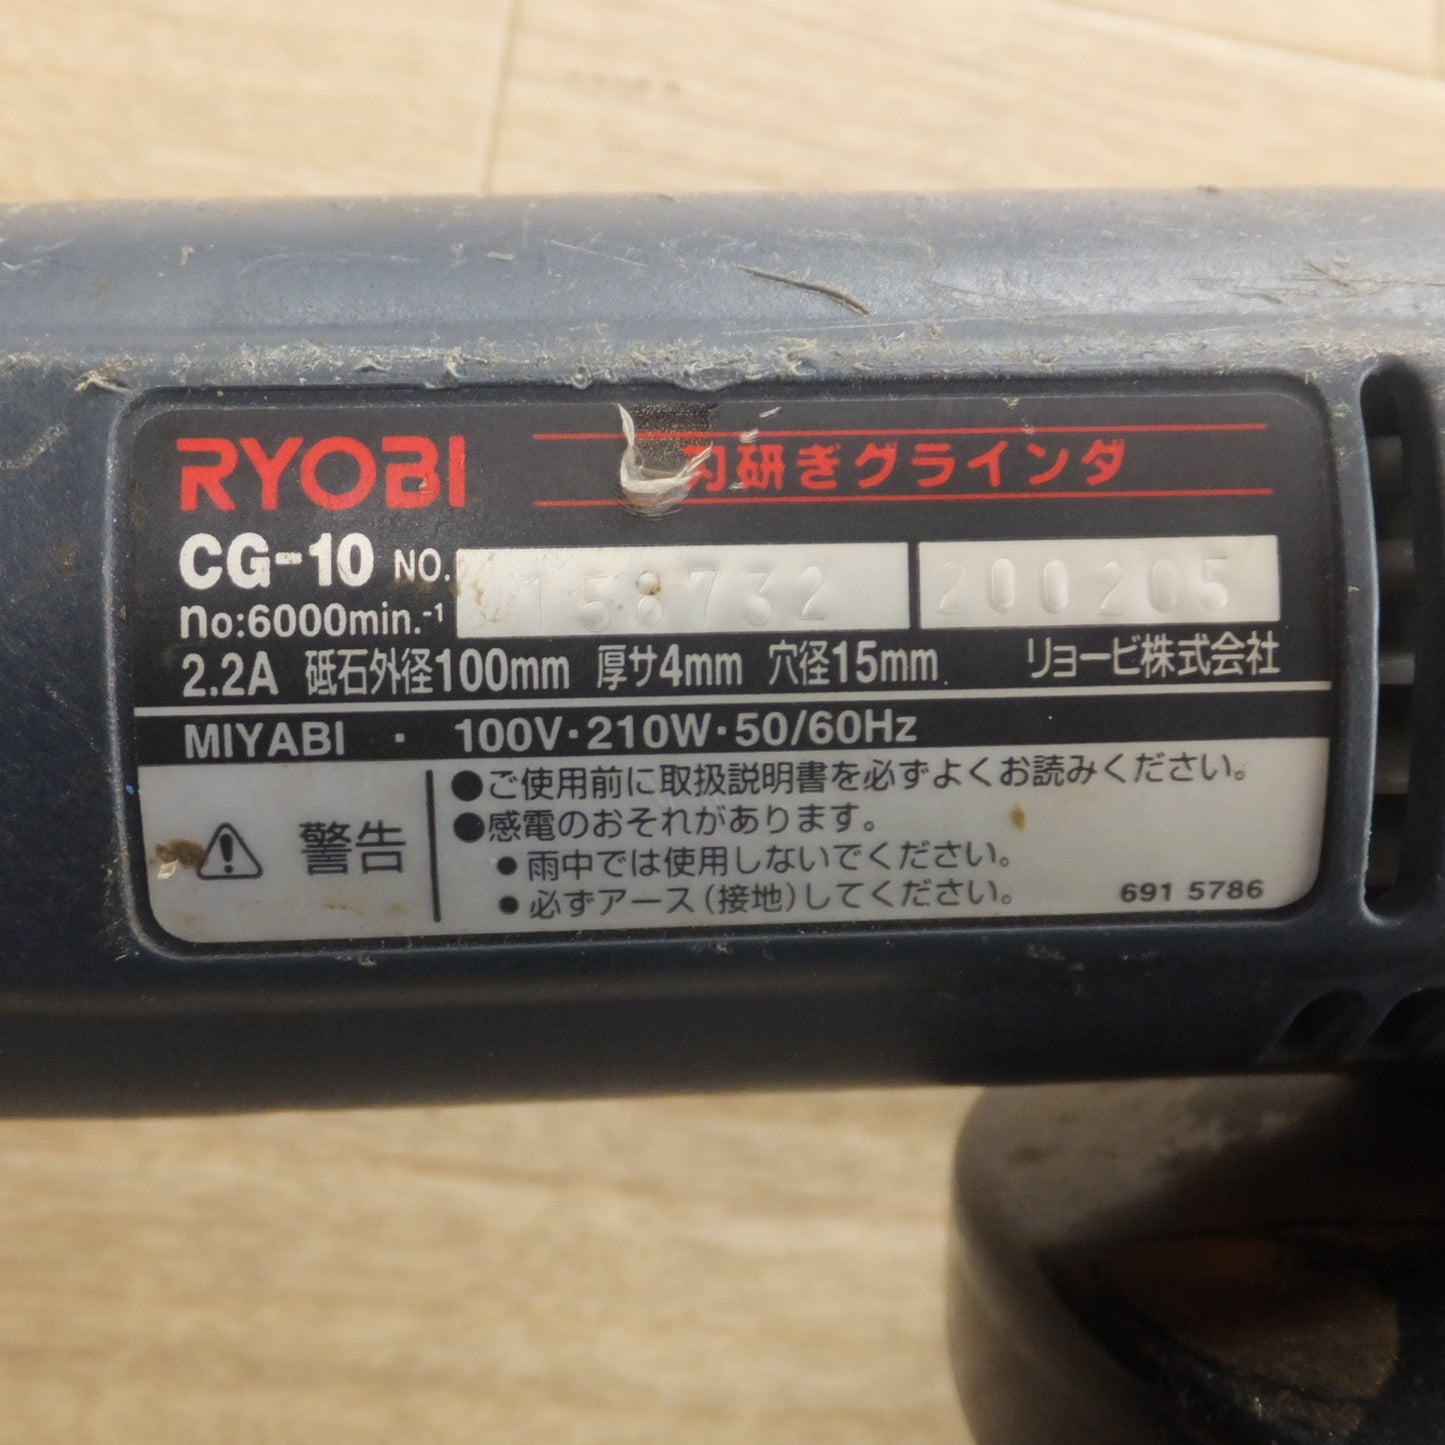 RYOBI 刃研ぎグラインダ
CG-10 NO. 158732 200205
no:6000min.⁻¹
2.2A 砥石外径100mm 厚サ4mm 穴径15mm リョービ株式会社
MIYABI · 100V·210W·50/60Hz
警告
●ご使用前に取扱説明書を必ずよくお読みください。
●感電のおそれがあります。
●雨中では使用しないでください。
●必ずアース(接地)してください。
691 5786